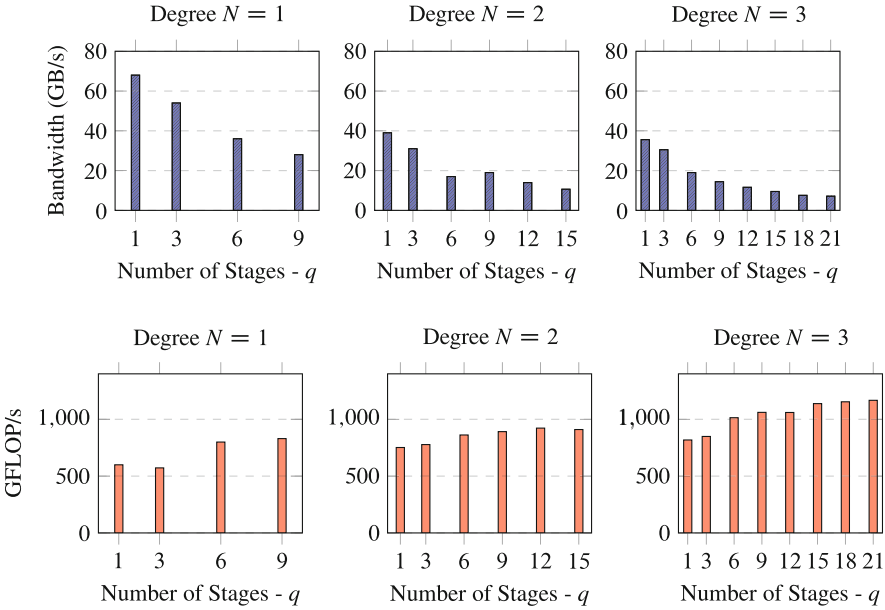 Degree N = 1
Degree N = 2
Degree N = 3
Bandwidth (GB/s)
80
60
40
20
0
1 3 6 9
Number of Stages - q
80
60
40
20
0
1 3 6 9 12 15
Number of Stages - q
80
60
40
20
0
1 3 6 9 12 15 18 21
Number of Stages - q
Degree N = 1
Degree N = 2
Degree N = 3
GFLOP/s
1,000
500
0
1 3 6 9
Number of Stages - q
1,000
500
0
1 3 6 9 12 15
Number of Stages - q
1,000
500
0
1 3 6 9 12 15 18 21
Number of Stages - q